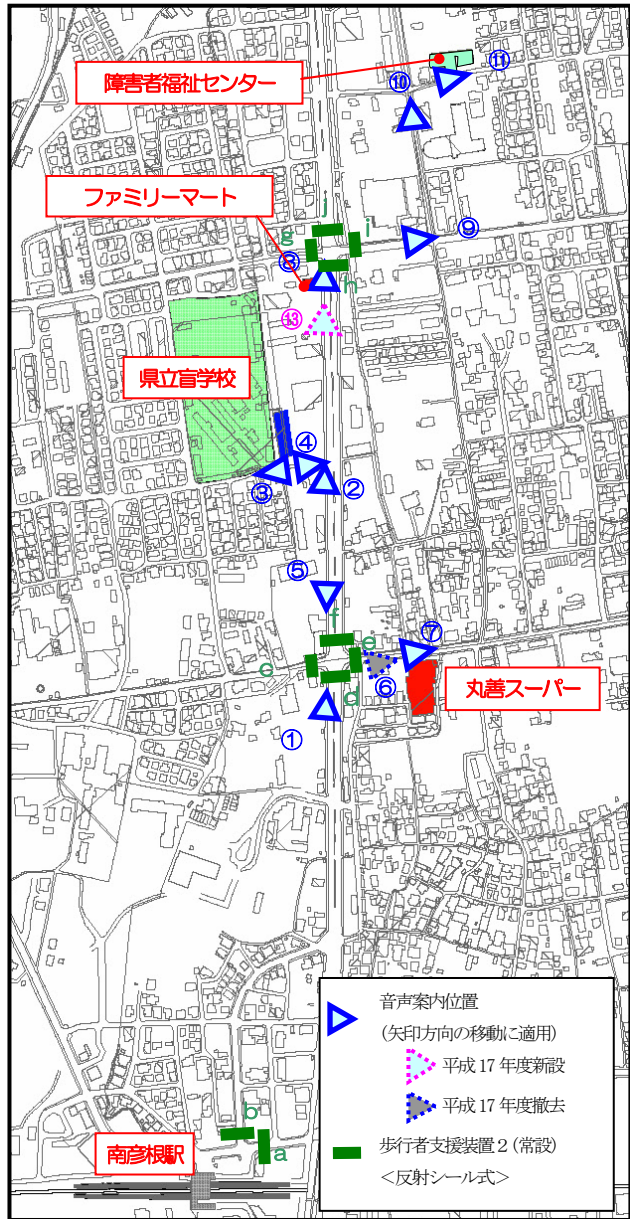 障害者福祉センター
⑪
⑩
ファミリーマート
j
i
g
⑧
⑨
h
⑬
県立盲学校
④
③
②
⑤
f
⑦
e
c
⑥
d
丸善スーパー
①
音声案内位置
(矢印方向の移動に適用)
平成17年度新設
平成17年度撤去
歩行者支援装置2(常設)
<反射シール式>
b
a
南彦根駅